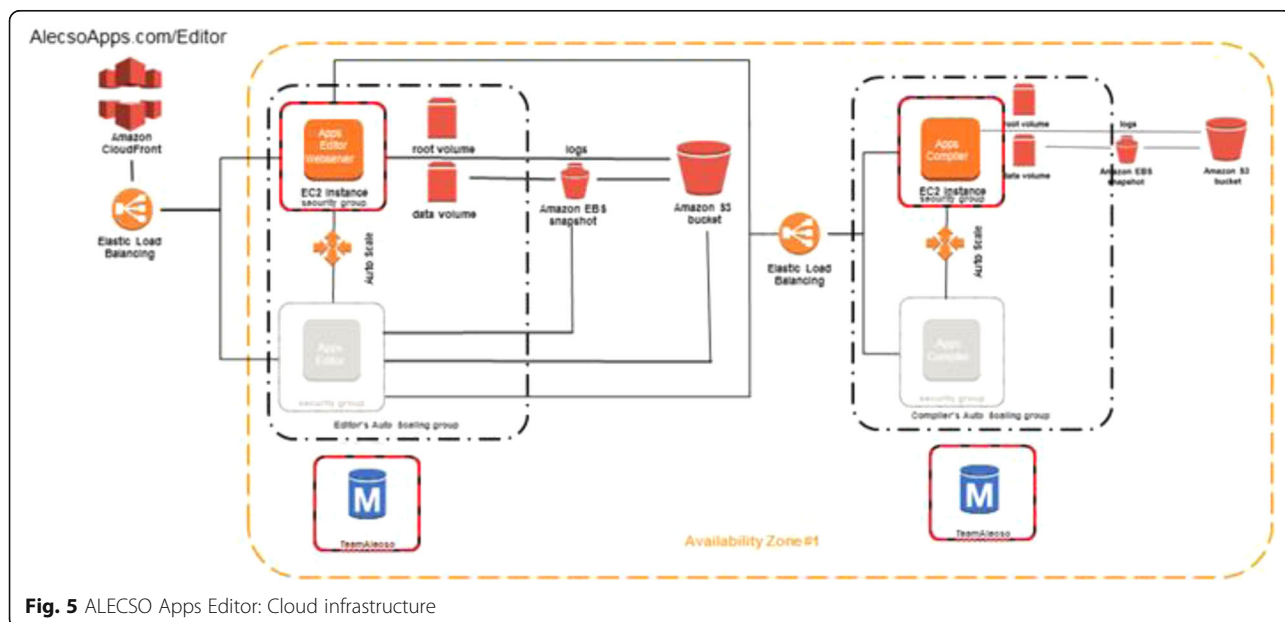 AlecsoApps.com/Editor
Amazon
CloudFront
Elastic Load
Balancing
Apps
Editor
Webserver
EC2 Instance
security group
root volume
data volume
logs
Amazon EBS
snapshot
Amazon S3
bucket
Auto Scale
Apps
Editor
security group
Editor's Auto Scaling group
TeamAlecso
Elastic Load
Balancing
Apps
Compiler
EC2 Instance
security group
root volume
data volume
logs
Amazon EBS
snapshot
Amazon S3
bucket
Auto Scale
Apps
Compiler
security group
Compiler's Auto Scaling group
M
M
TeamAlecso
Availability Zone #1
Fig. 5 ALECSO Apps Editor: Cloud infrastructure